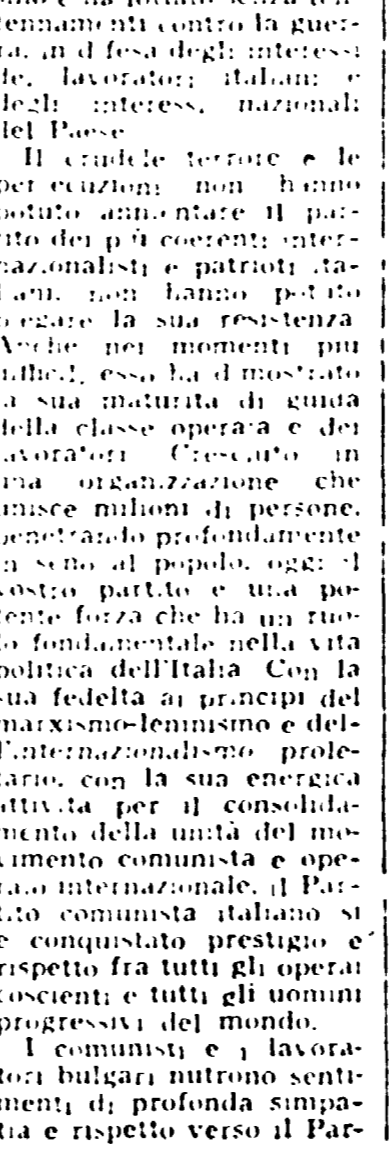 tennamenti contro la guer-
ra, in difesa degli interessi
dei lavoratori italiani e
degli interessi nazionali
del Paese
Il crudele terrore e le
persecuzioni non hanno
potuto annientare il par-
tito dei più coerenti inter-
nazionalisti e patrioti ita-
liani, non hanno potuto
piegare la sua resistenza
Anche nei momenti più
difficili, esso ha dimostrato
la sua maturità di guida
della classe operaia e dei
lavoratori Cresciuto in
una organizzazione che
unisce milioni di persone,
penetrando profondamente
in seno al popolo, oggi il
vostro partito è una po-
tente forza che ha un ruo-
lo fondamentale nella vita
politica dell'Italia Con la
sua fedeltà ai principi del
marxismo-leninismo e del-
l'internazionalismo prole-
tario, con la sua energica
attività per il consolida-
mento della unità del mo-
vimento comunista e ope-
raio internazionale, il Par-
tito comunista italiano si
è conquistato prestigio e
rispetto fra tutti gli operai
coscienti e tutti gli uomini
progressivi del mondo.
I comunisti e i lavora-
tori bulgari nutrono senti-
menti di profonda simpa-
tia e rispetto verso il Par-